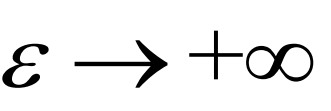 ε → +∞